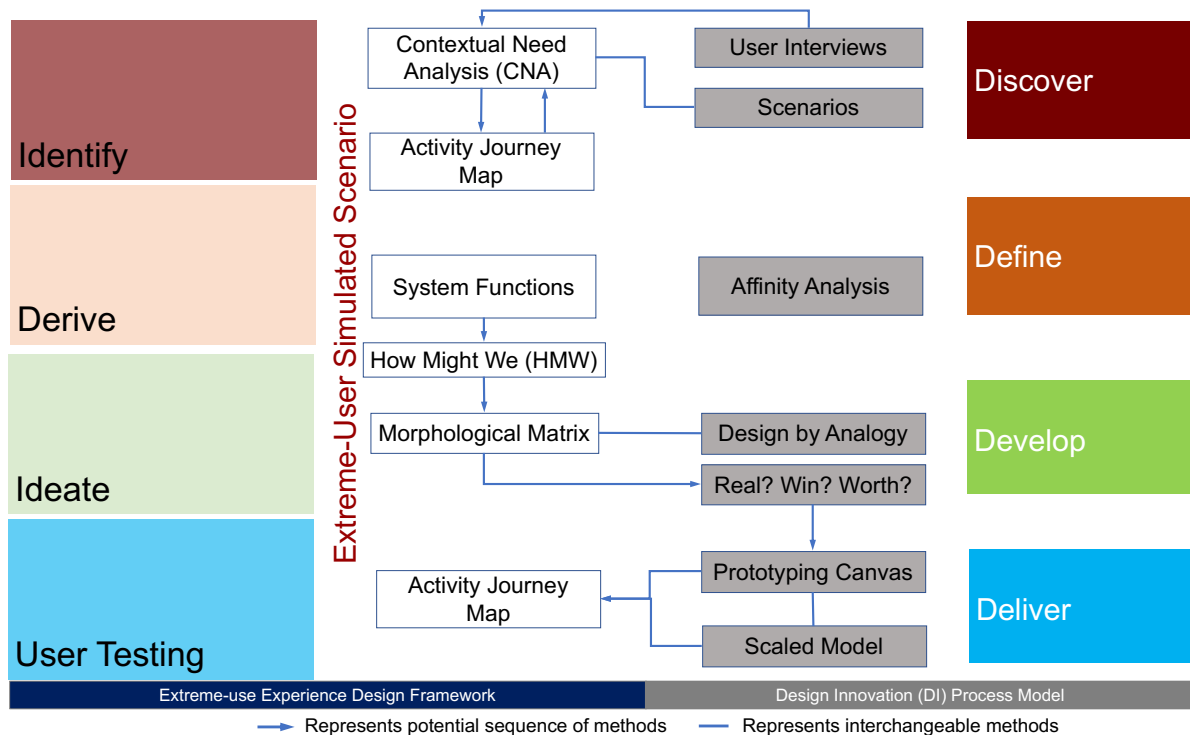 Contextual Need
Analysis (CNA)
User Interviews
Discover
Scenarios
Identify
Activity Journey
Map
Extreme-User Simulated Scenario
Define
System Functions
Affinity Analysis
Derive
How Might We (HMW)
Morphological Matrix
Design by Analogy
Develop
Ideate
Real? Win? Worth?
Prototyping Canvas
Activity Journey
Map
Deliver
User Testing
Scaled Model
Extreme-use Experience Design Framework
Design Innovation (DI) Process Model
Represents potential sequence of methods
Represents interchangeable methods